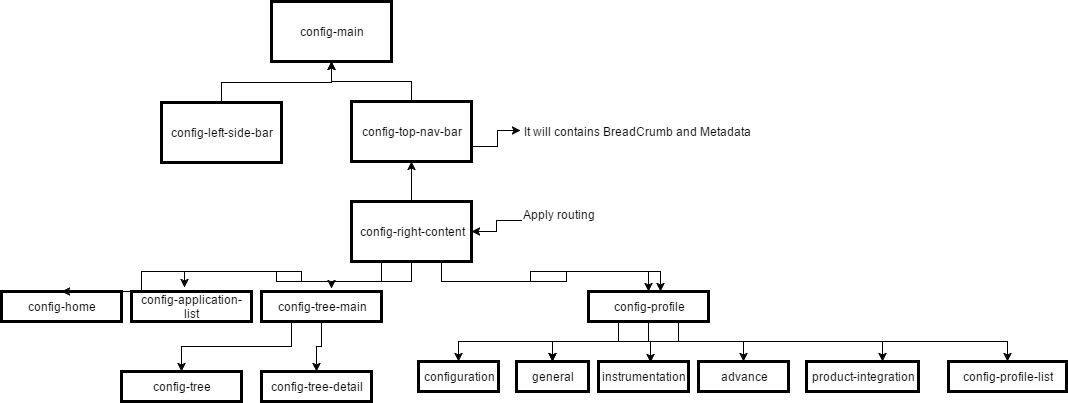 config-main
config-left-side-bar
config-top-nav-bar
It will contains BreadCrumb and Metadata
config-right-content
Apply routing
config-home
config-application-
list
config-tree-main
config-profile
config-tree
config-tree-detail
configuration
general
instrumentation
advance
product-integration
config-profile-list